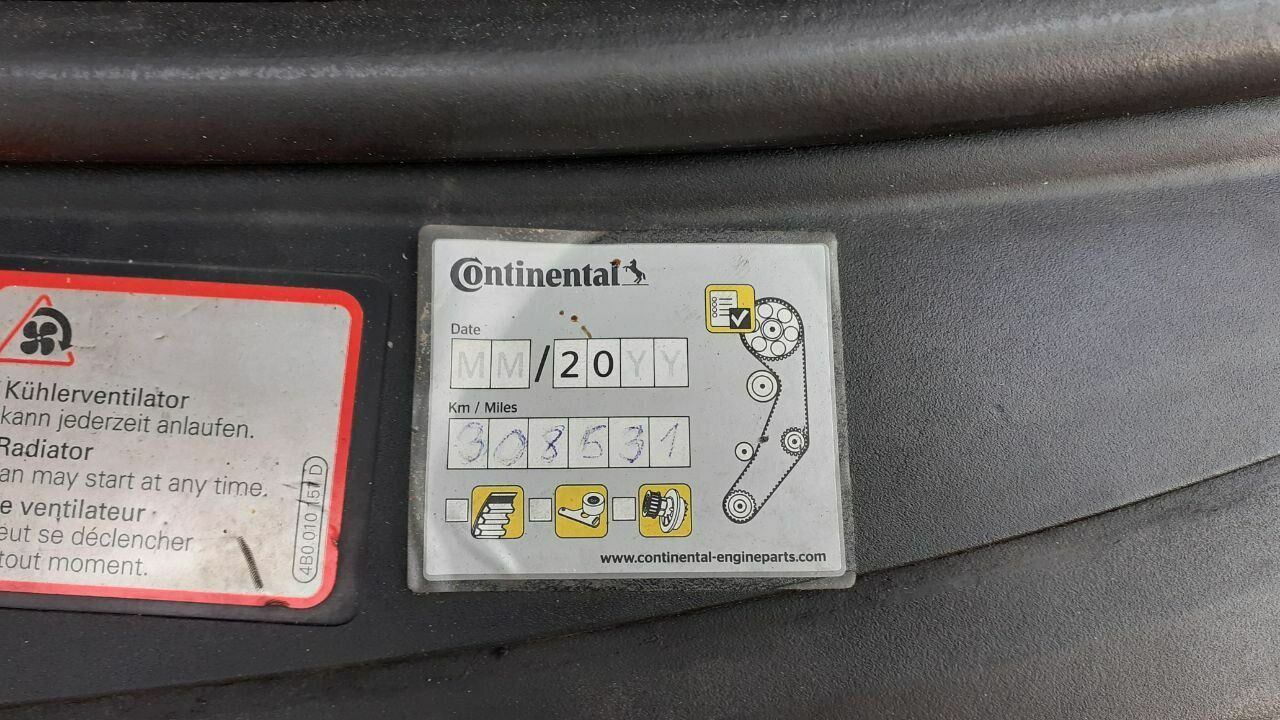 Kühlerventilator
kann jederzeit anlaufen.
Radiator
an may start at any time.
e ventilateur
eut se déclencher
tout moment.
4B0 010 157 D
Continental
Date
MM/20YY
Km / Miles
308531
www.continental-engineparts.com